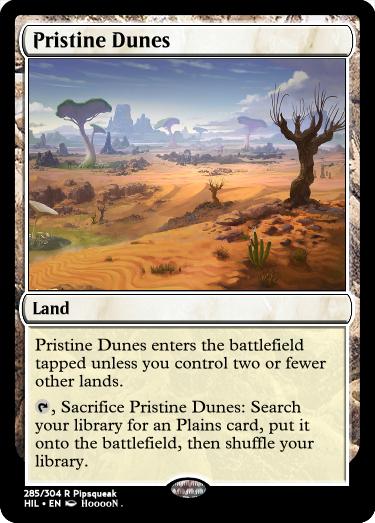 Pristine Dunes
Land
Pristine Dunes enters the battlefield
tapped unless you control two or fewer
other lands.
, Sacrifice Pristine Dunes: Search
your library for an Plains card, put it
onto the battlefield, then shuffle your
library.
285/304 R Pipsqueak
HIL • EN HooooN.